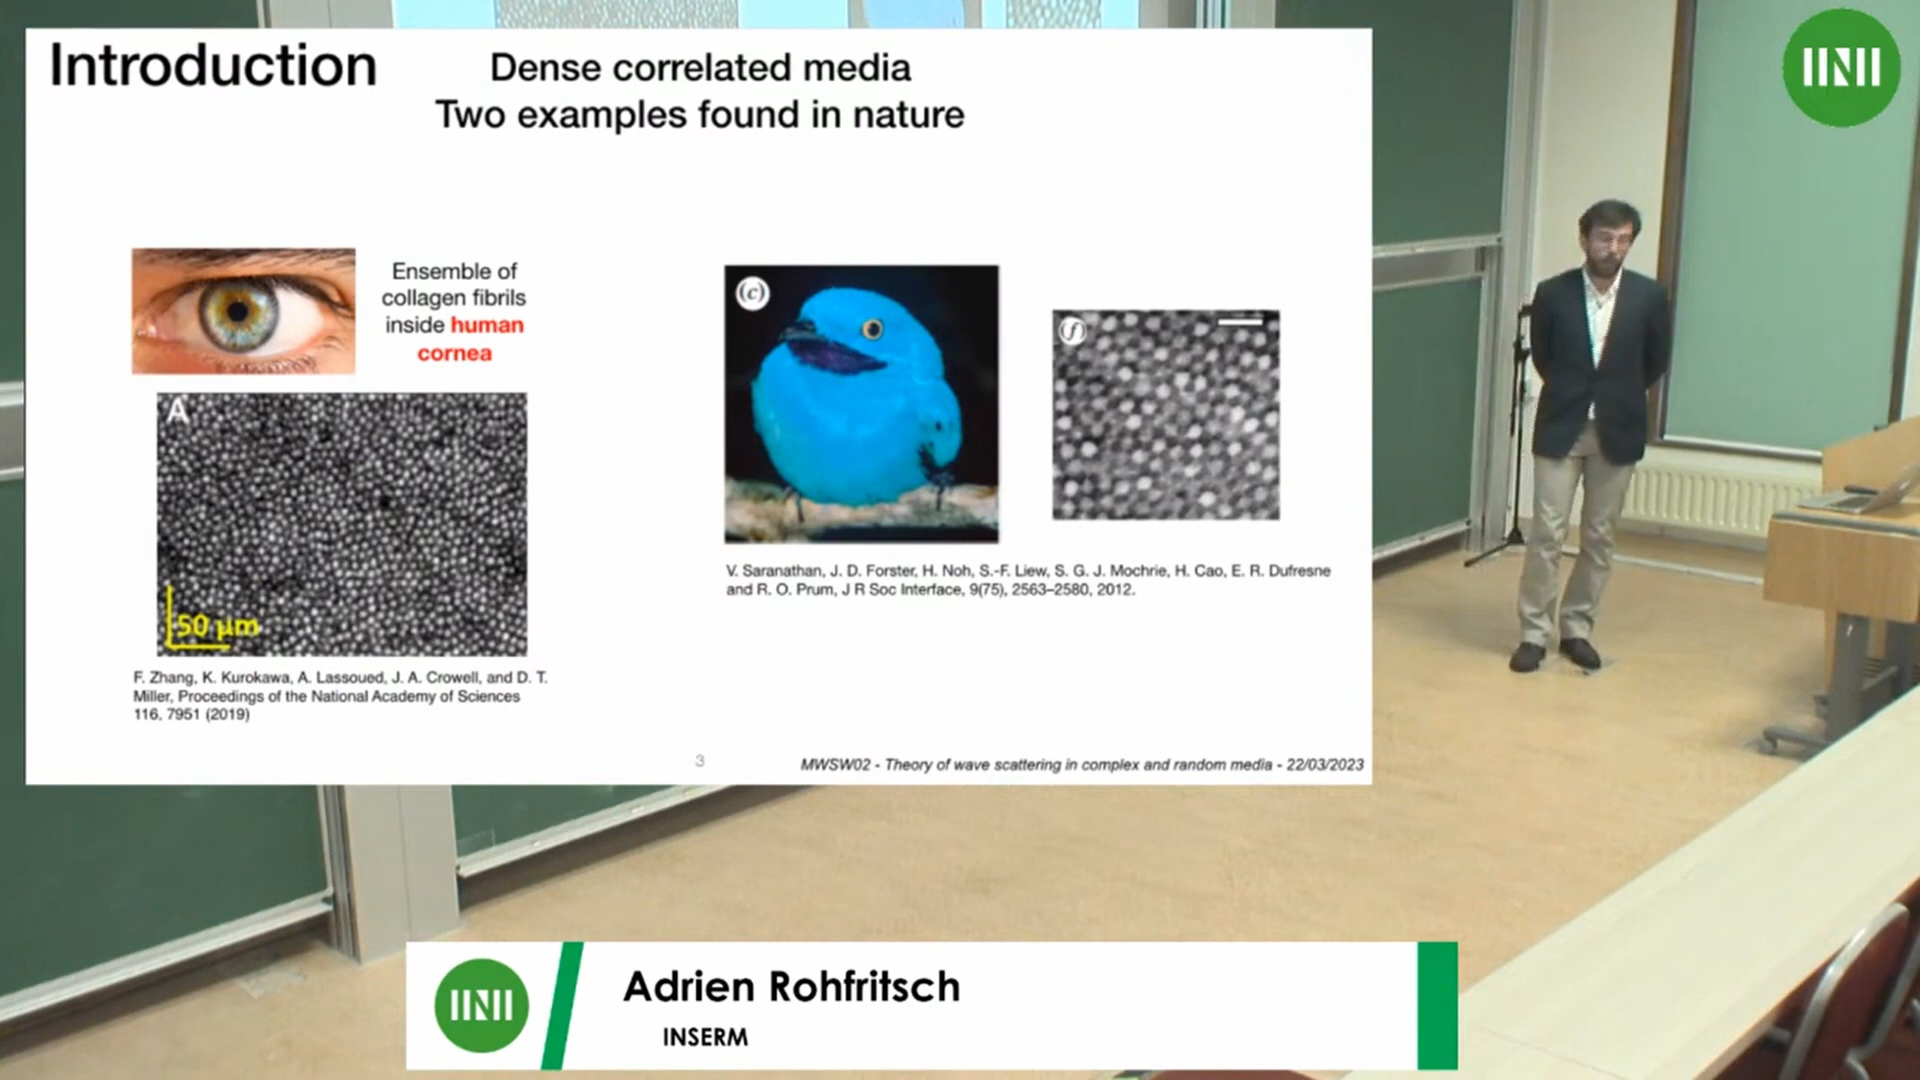 Introduction
Dense correlated media
Two examples found in nature
Ensemble of
collagen fibrils
inside human
cornea
A
50 µm
F. Zhang, K. Kurokawa, A. Lassoued, J. A. Crowell, and D. T.
Miller, Proceedings of the National Academy of Sciences
116, 7951 (2019)
(c)
(f)
V. Saranathan, J. D. Forster, H. Noh, S.-F. Liew, S. G. J. Mochrie, H. Cao, E. R. Dufresne
and R. O. Prum, J R Soc Interface, 9(75), 2563–2580, 2012.
3
MWSW02 - Theory of wave scattering in complex and random media - 22/03/2023
INI
INI
Adrien Rohfritsch
INSERM